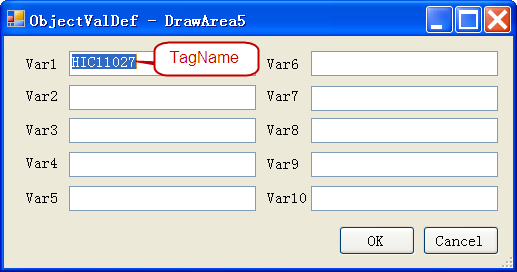 ObjectValDef - DrawArea5
Var1 HIC11027 TagName Var6
Var2 Var7
Var3 Var8
Var4 Var9
Var5 Var10
OK Cancel